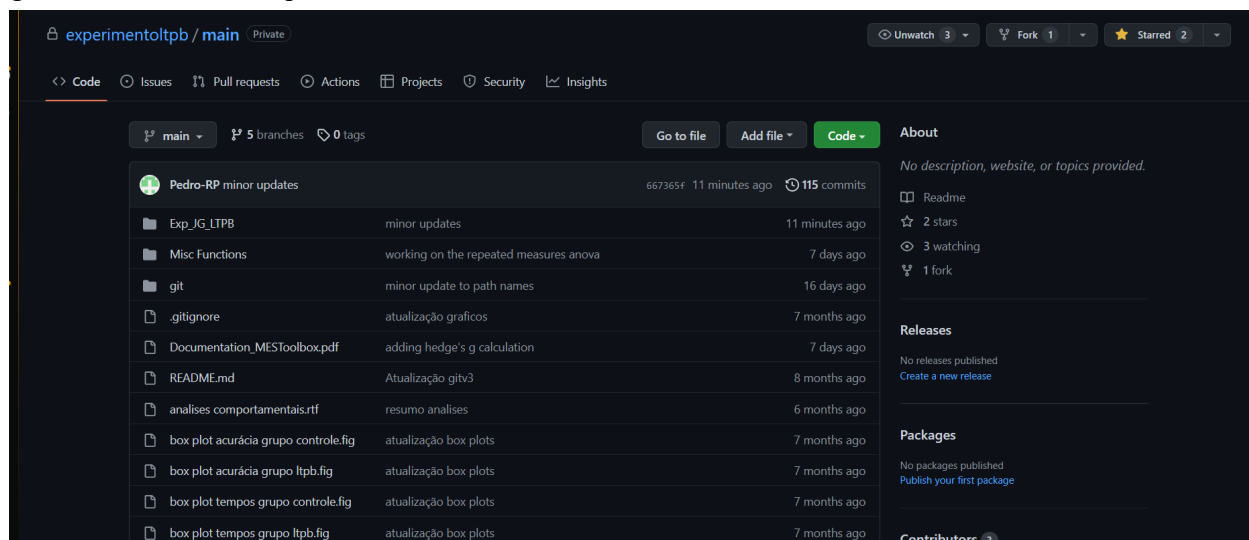 experimentoltpb / main Private
Unwatch 3 Fork 1 Starred 2
<> Code Issues Pull requests Actions Projects Security Insights
main 5 branches 0 tags Go to file Add file Code
Pedro-RP minor updates 667365f 11 minutes ago 115 commits
Exp_JG_LTPB minor updates 11 minutes ago
Misc Functions working on the repeated measures anova 7 days ago
git minor update to path names 16 days ago
.gitignore atualização graficos 7 months ago
Documentation_MESToolbox.pdf adding hedge's g calculation 7 days ago
README.md Atualização gitv3 8 months ago
analises comportamentais.rtf resumo analises 6 months ago
box plot acurácia grupo controle.fig atualização box plots 7 months ago
box plot acurácia grupo ltpb.fig atualização box plots 7 months ago
box plot tempos grupo controle.fig atualização box plots 7 months ago
box plot tempos grupo ltpb.fig atualização box plots 7 months ago
About
No description, website, or topics provided.
Readme
2 stars
3 watching
1 fork
Releases
No releases published
Create a new release
Packages
No packages published
Publish your first package
Contributors 3